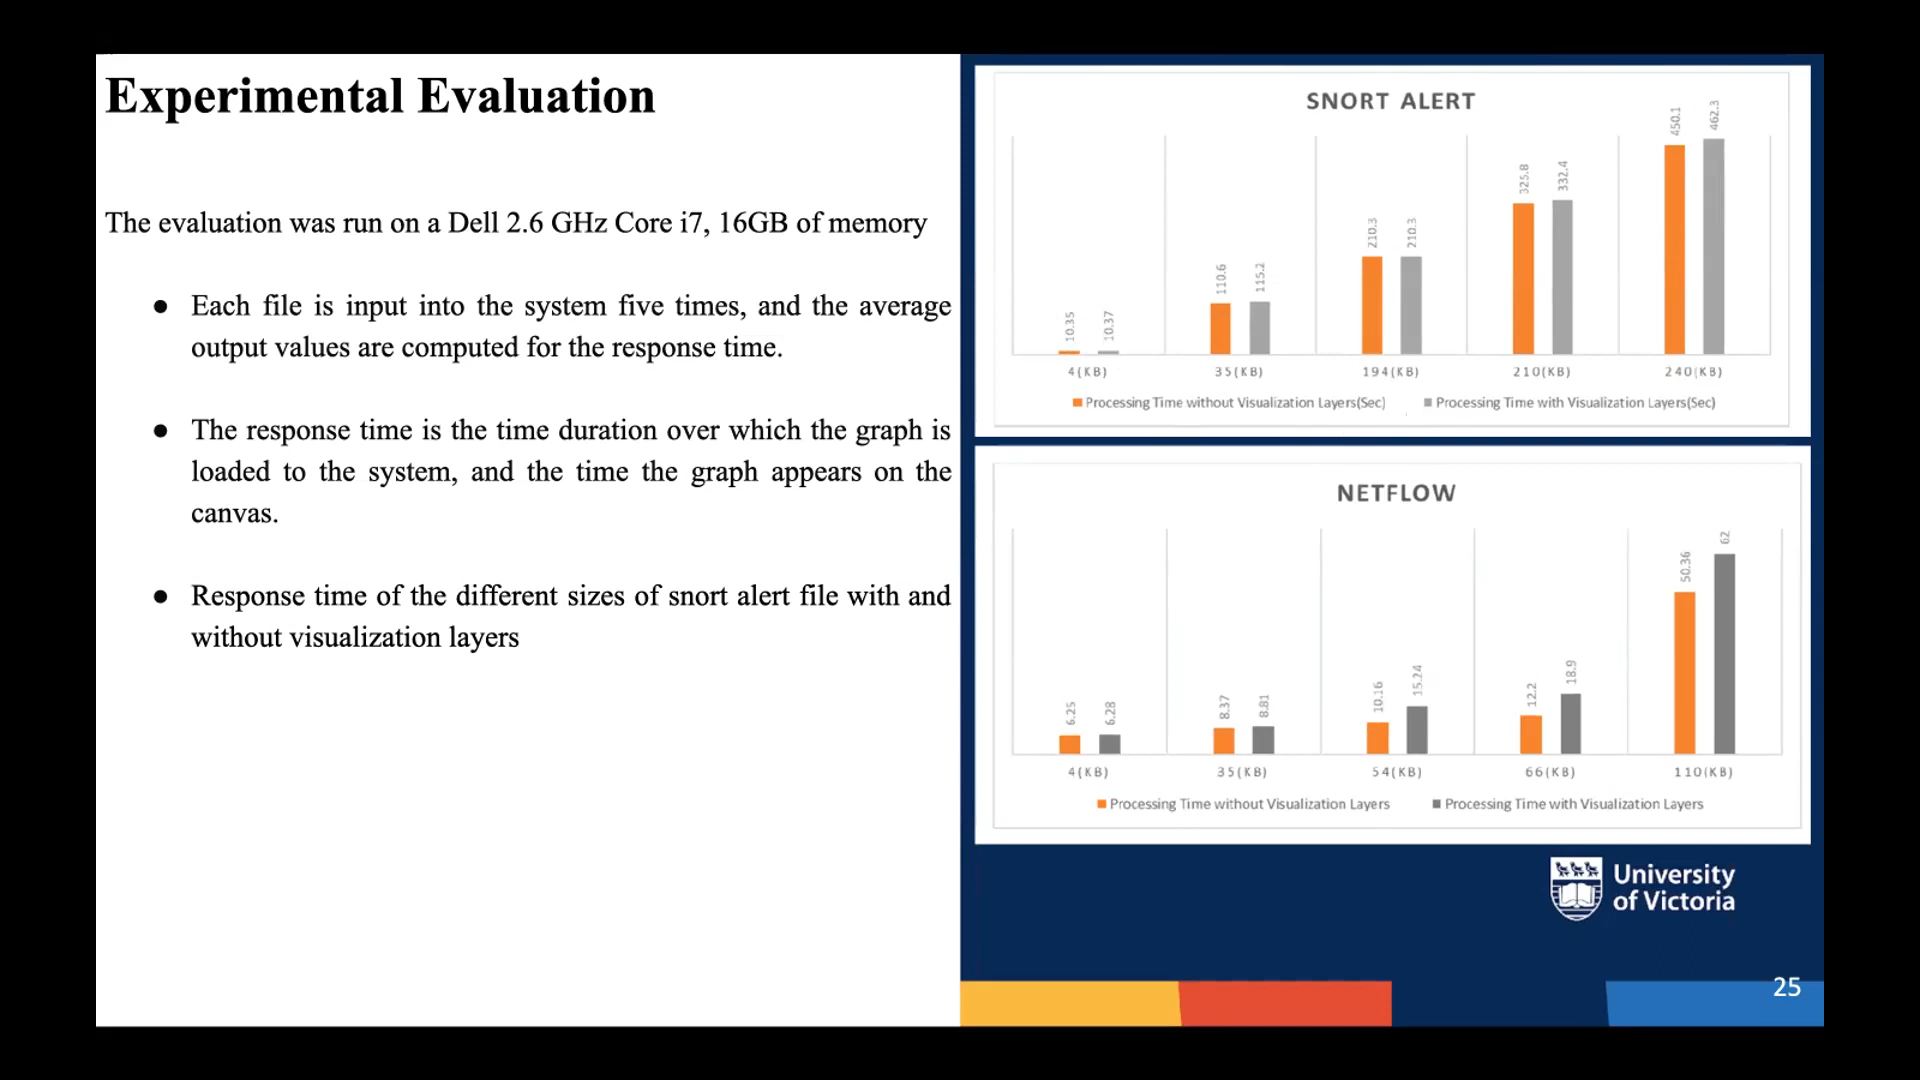 Experimental Evaluation
The evaluation was run on a Dell 2.6 GHz Core i7, 16GB of memory
● Each file is input into the system five times, and the average
output values are computed for the response time.
● The response time is the time duration over which the graph is
loaded to the system, and the time the graph appears on the
canvas.
● Response time of the different sizes of snort alert file with and
without visualization layers
SNORT ALERT
10.35 10.37 110.6 115.2 210.3 210.3 325.8 332.4 450.1 462.3
4(KB) 35(KB) 194(KB) 210(KB) 240(KB)
Processing Time without Visualization Layers(Sec) Processing Time with Visualization Layers(Sec)
NETFLOW
6.25 6.28 8.37 8.81 10.16 15.24 12.2 18.9 50.36 62
4(KB) 35(KB) 54(KB) 66(KB) 110(KB)
Processing Time without Visualization Layers Processing Time with Visualization Layers
University
of Victoria
25